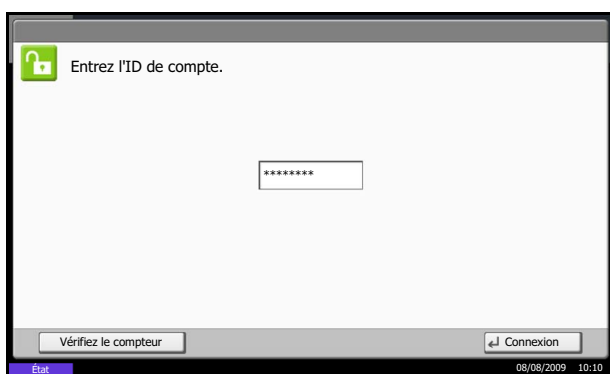 Entrez l'ID de compte.
********
Vérifiez le compteur
Connexion
État
08/08/2009 10:10